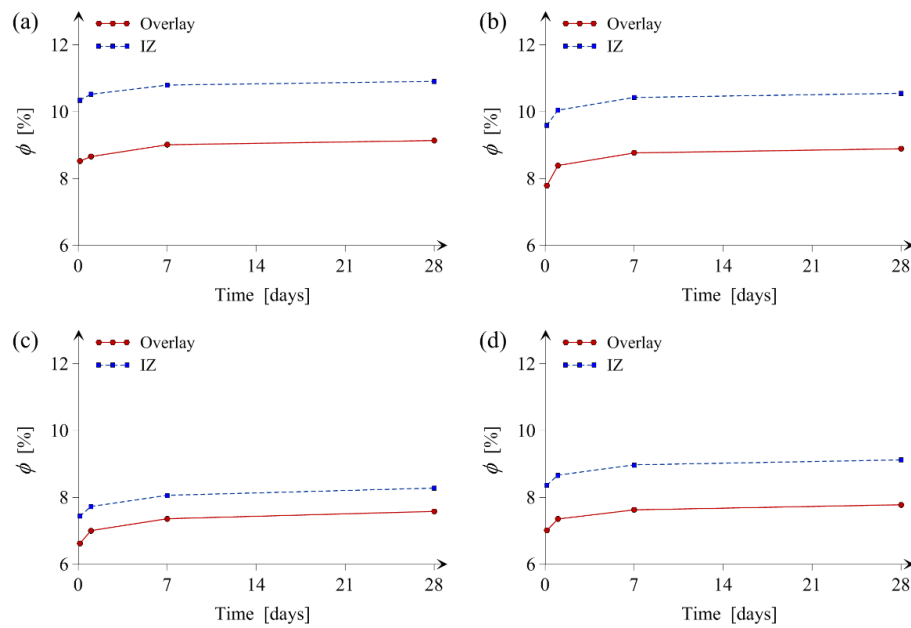 (a)
Overlay
IZ
12
10
8
6
ϕ [%]
0 7 14 21 28
Time [days]
(b)
Overlay
IZ
12
10
8
6
ϕ [%]
0 7 14 21 28
Time [days]
(c)
Overlay
IZ
12
10
8
6
ϕ [%]
0 7 14 21 28
Time [days]
(d)
Overlay
IZ
12
10
8
6
ϕ [%]
0 7 14 21 28
Time [days]